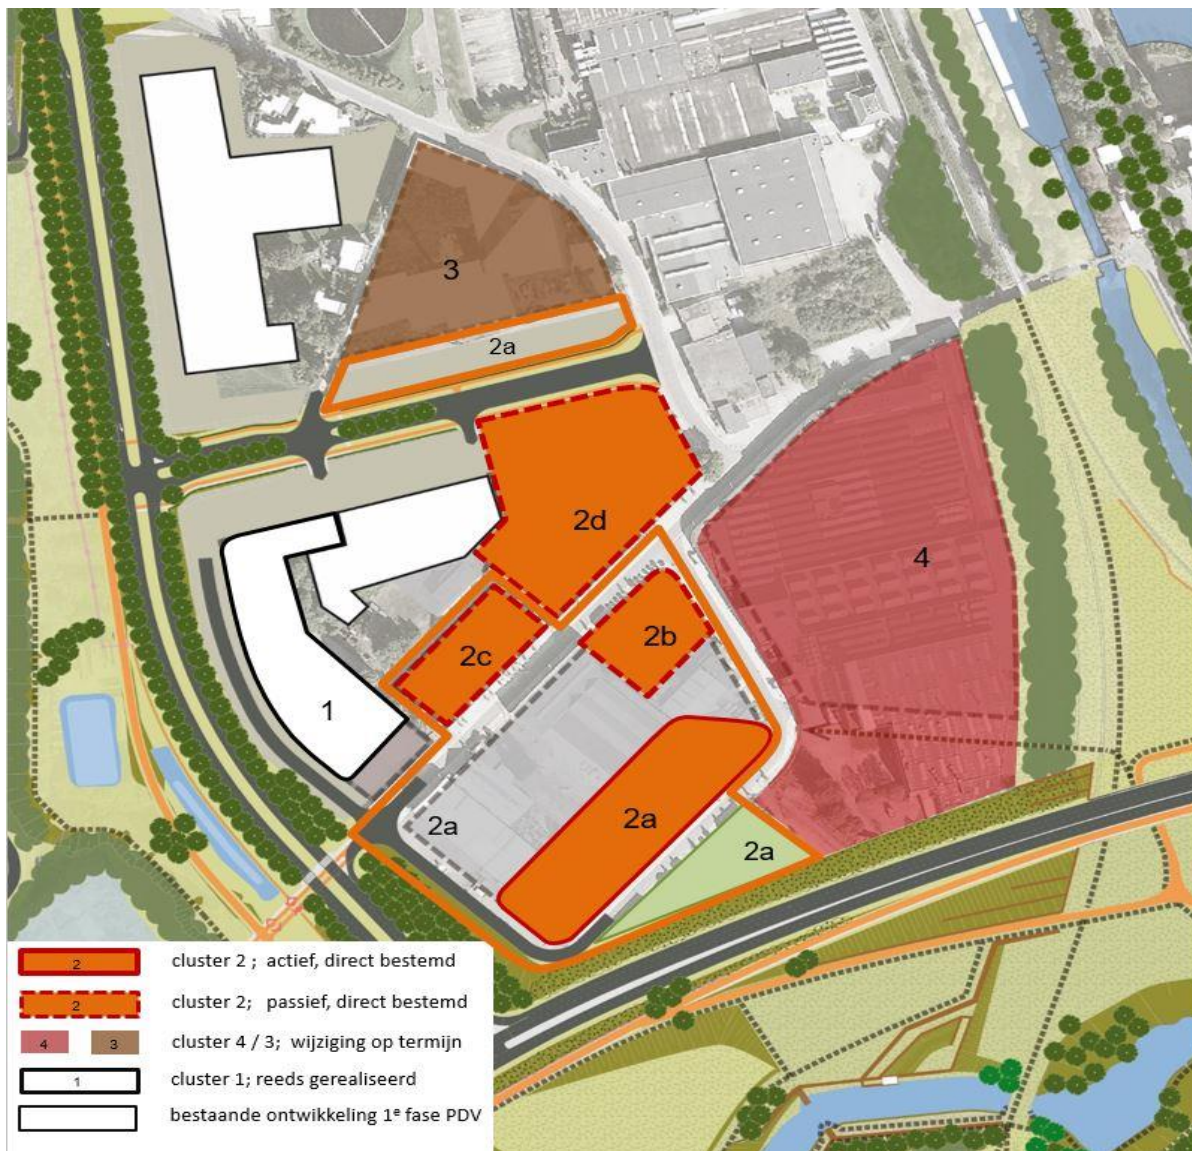 3
2a
2d
4
2b
2c
1
2a
2a
2a
2 cluster 2 ; actief, direct bestemd
2 cluster 2; passief, direct bestemd
4 3 cluster 4 / 3; wijziging op termijn
1 cluster 1; reeds gerealiseerd
bestaande ontwikkeling 1e fase PDV